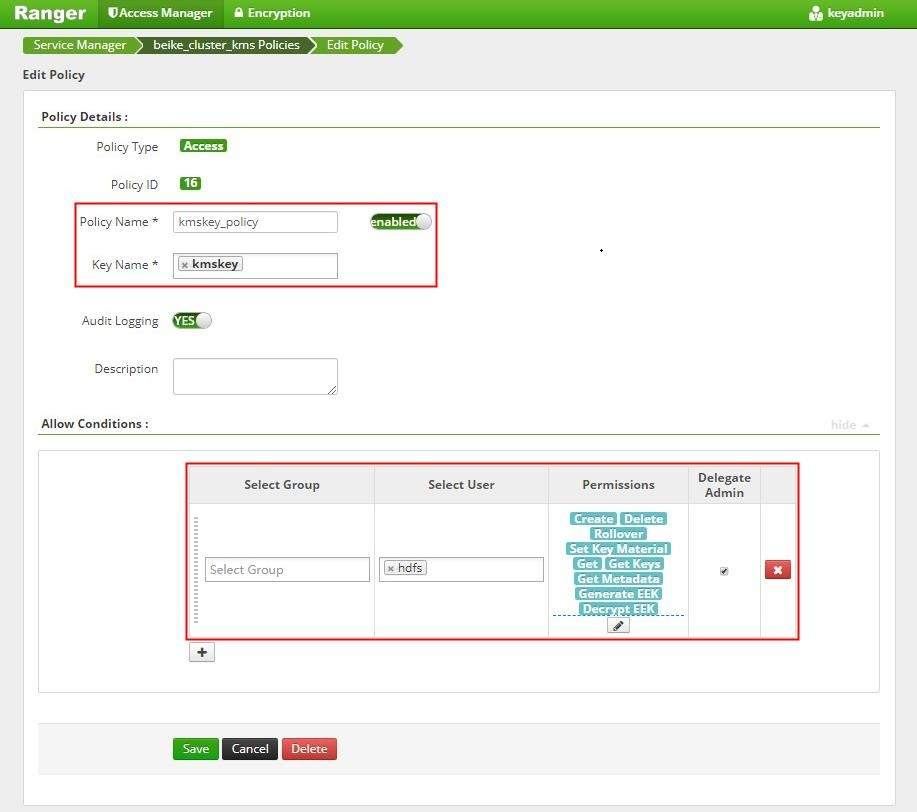 Ranger Access Manager Encryption keyadmin
Service Manager beike_cluster_kms Policies Edit Policy
Edit Policy
Policy Details :
Policy Type Access
Policy ID 16
Policy Name * kmskey_policy enabled
Key Name * × kmskey
Audit Logging YES
Description
Allow Conditions : hide
Select Group Select User Permissions Delegate
Admin
Create Delete
Rollover
Set Key Material
Select Group × hdfs Get Get Keys
Get Metadata
Generate EEK
Decrypt EEK
+
Save Cancel Delete